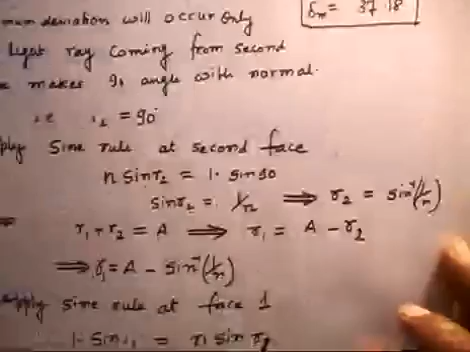 mum deviation will occur only
δm = 37.18
light ray coming from second
makes 90 angle with normal.
i.e i₂ = 90°
pply Sine rule at second face
n sin r₂ = 1. sin 90
sin r₂ = 1/n ⟹ r₂ = sin⁻¹(1/n)
r₁ + r₂ = A ⟹ r₁ = A - r₂
⟹ r₁ = A - sin⁻¹(1/n)
apply sine rule at face 1
1. sin i₁ = n sin r₁